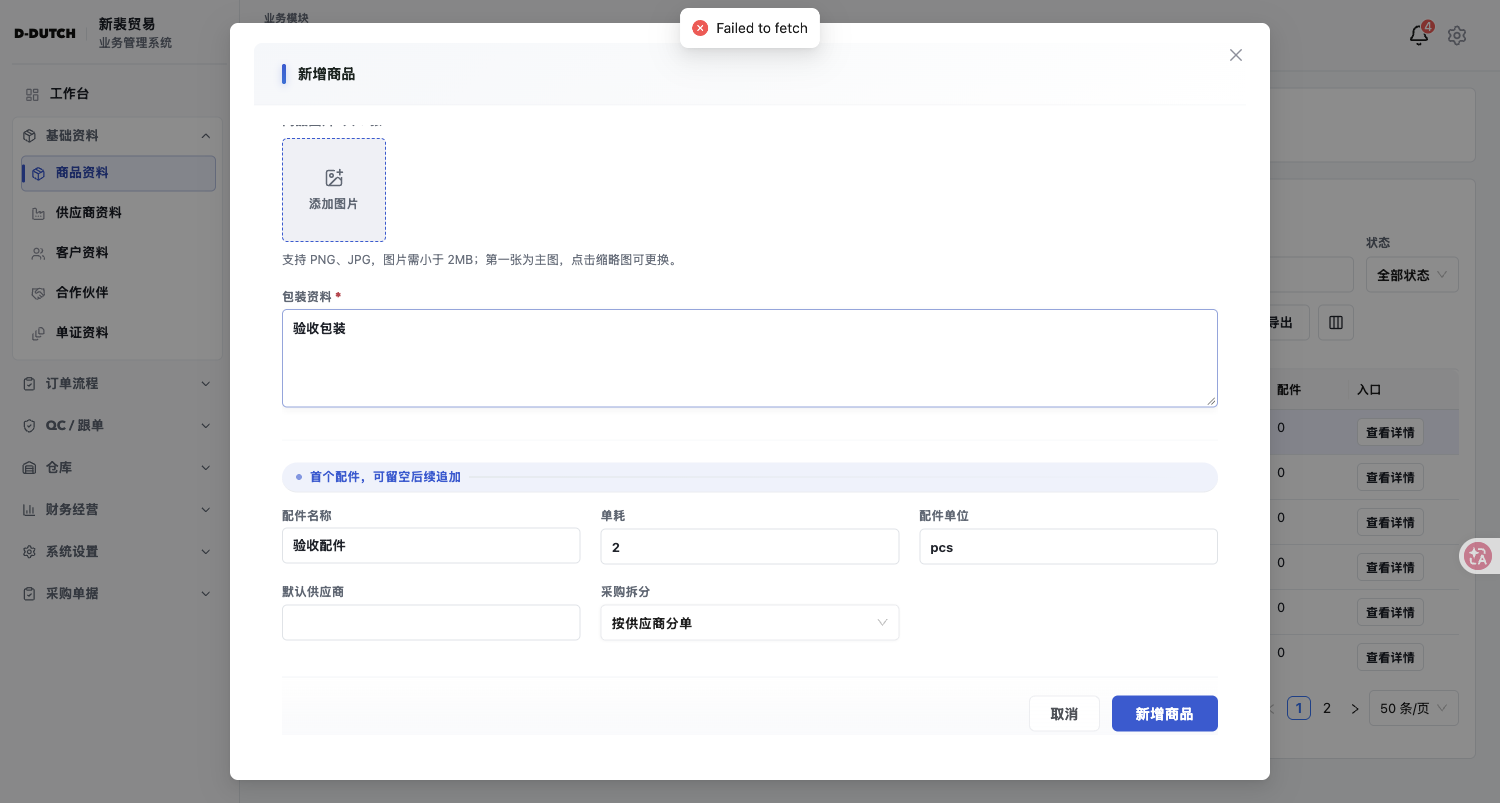 D-DUTCH
新装贸易
业务管理系统
业务模块
Failed to fetch
4
工作台
基础资料
商品资料
供应商资料
客户资料
合作伙伴
单证资料
订单流程
QC / 跟单
仓库
财务经营
系统设置
采购单据
新增商品
添加图片
支持 PNG、JPG，图片需小于 2MB；第一张为主图，点击缩略图可更换。
包装资料 *
验收包装
首个配件，可留空后续追加
配件名称
单耗
配件单位
验收配件
2
pcs
默认供应商
采购拆分
按供应商分单
取消
新增商品
状态
全部状态
导出
配件
入口
0
查看详情
0
查看详情
0
查看详情
0
查看详情
0
查看详情
0
查看详情
1
2
50 条/页